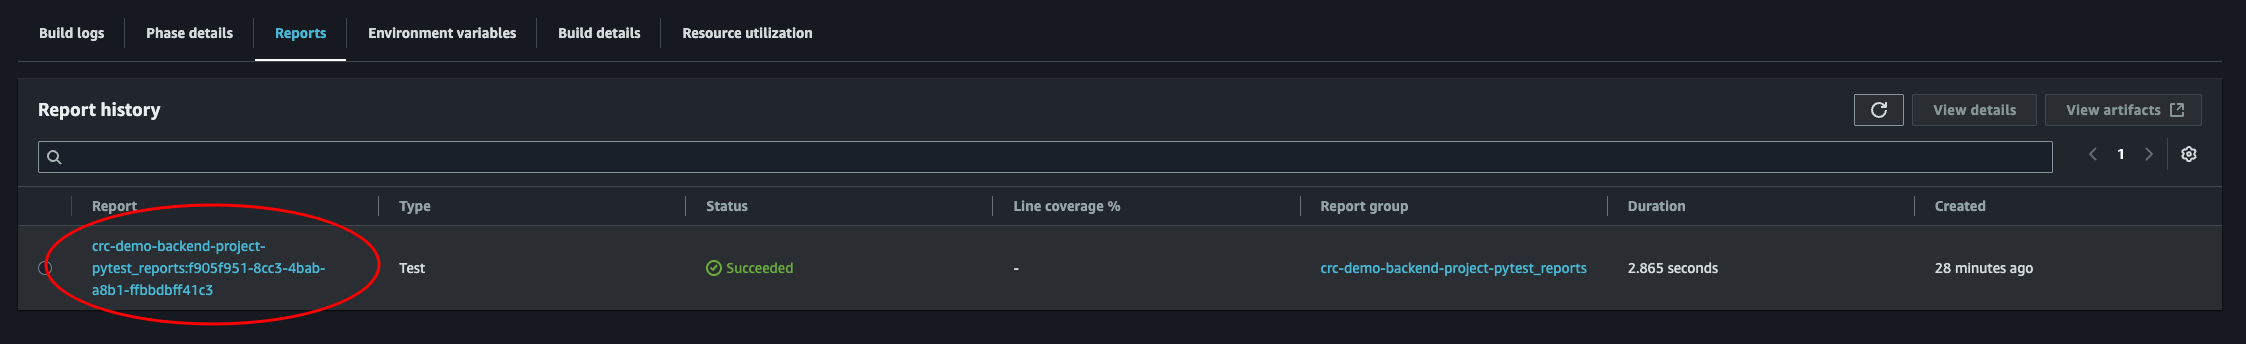 Build logs
Phase details
Reports
Environment variables
Build details
Resource utilization
Report history
View details
View artifacts
1
Report
Type
Status
Line coverage %
Report group
Duration
Created
crc-demo-backend-project-
pytest_reports:f905f951-8cc3-4bab-
a8b1-ffbbdbff41c3
Test
Succeeded
-
crc-demo-backend-project-pytest_reports
2.865 seconds
28 minutes ago